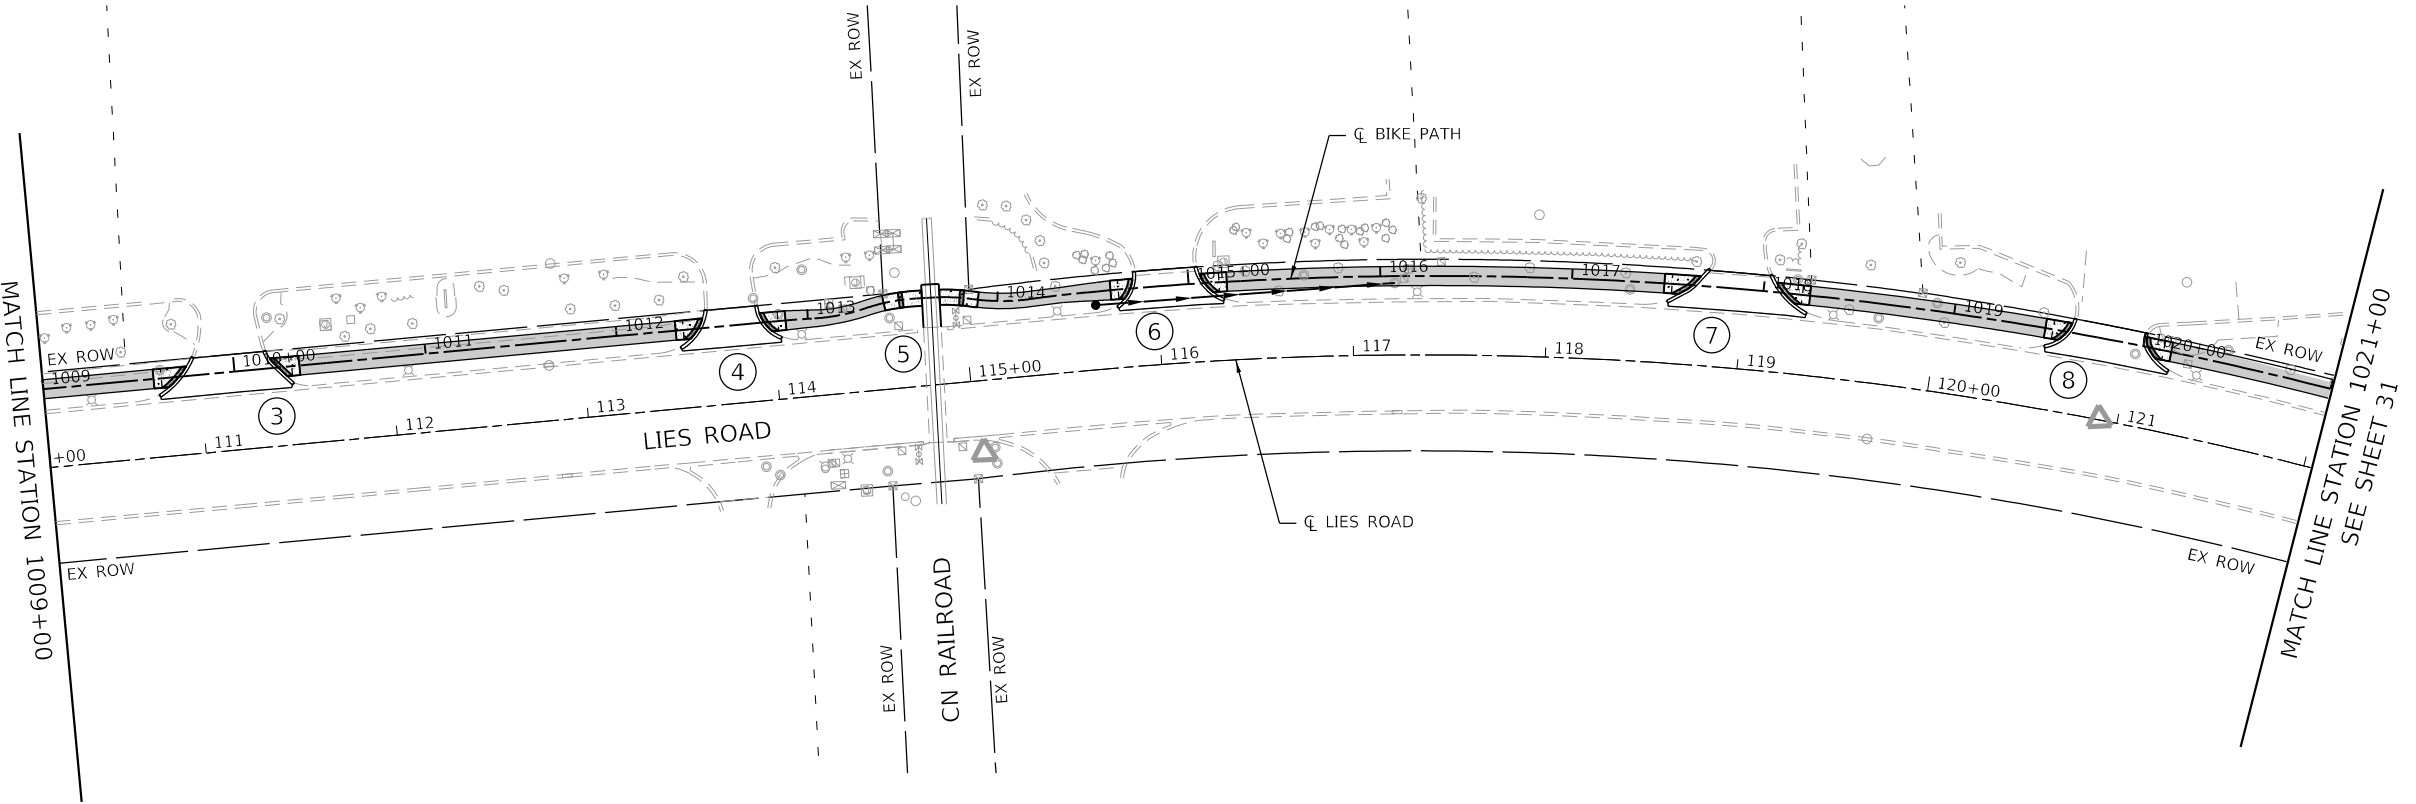 EX ROW
EX ROW
℄ BIKE PATH
MATCH LINE STATION 1009+00
EX ROW
1009
1010+00
1011
1012
1013
1014
1015+00
1016
1017
1018
1019
1020+00
EX ROW
3
4
5
6
7
8
+00
111
112
113
114
115+00
116
117
118
119
120+00
121
LIES ROAD
℄ LIES ROAD
EX ROW
EX ROW
CN RAILROAD
EX ROW
EX ROW
MATCH LINE STATION 1021+00
SEE SHEET 31